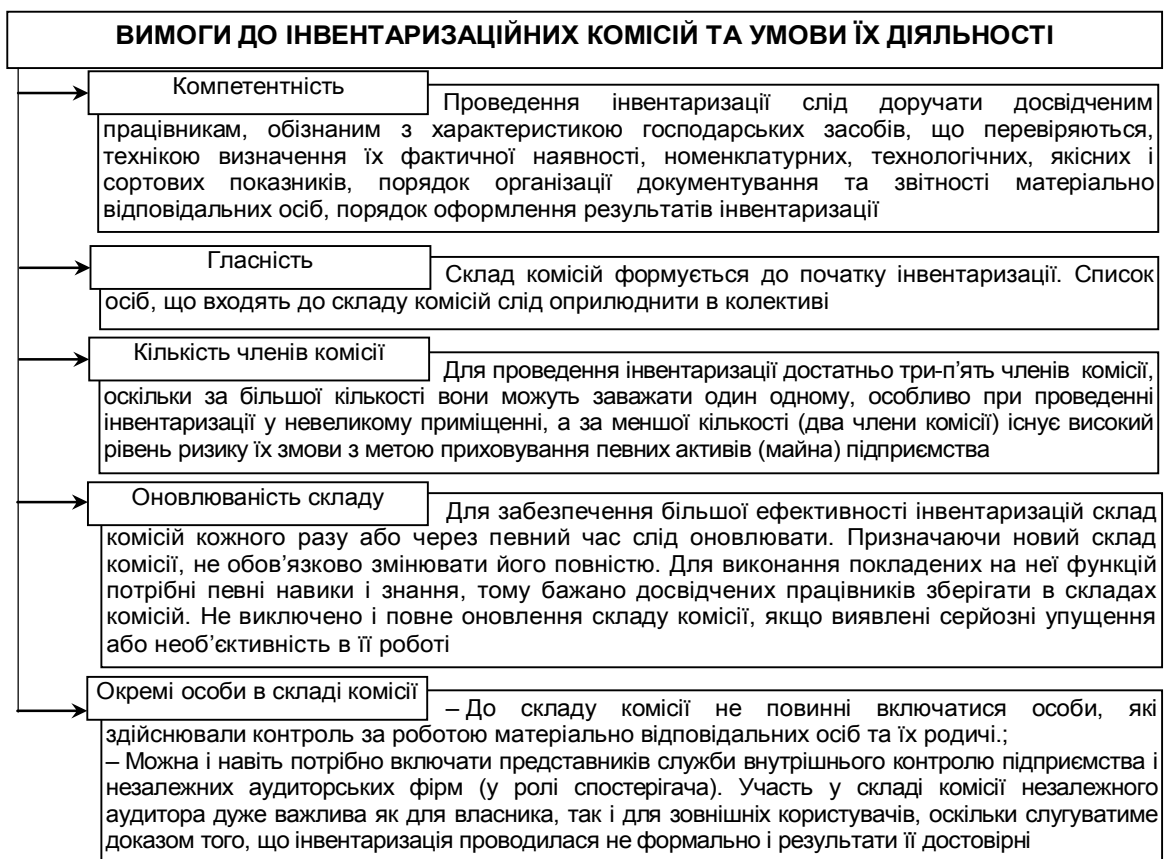 ВИМОГИ ДО ІНВЕНТАРИЗАЦІЙНИХ КОМІСІЙ ТА УМОВИ ЇХ ДІЯЛЬНОСТІ
Компетентність
Проведення інвентаризації слід доручати досвідченим
працівникам, обізнаним з характеристикою господарських засобів, що перевіряються,
технікою визначення їх фактичної наявності, номенклатурних, технологічних, якісних і
сортових показників, порядок організації документування та звітності матеріально
відповідальних осіб, порядок оформлення результатів інвентаризації
Гласність
Склад комісій формується до початку інвентаризації. Список
осіб, що входять до складу комісій слід оприлюднити в колективі
Кількість членів комісії
Для проведення інвентаризації достатньо три-п’ять членів комісії,
оскільки за більшої кількості вони можуть заважати один одному, особливо при проведенні
інвентаризації у невеликому приміщенні, а за меншої кількості (два члени комісії) існує високий
рівень ризику їх змови з метою приховування певних активів (майна) підприємства
Оновлюваність складу
Для забезпечення більшої ефективності інвентаризацій склад
комісій кожного разу або через певний час слід оновлювати. Призначаючи новий склад
комісії, не обов’язково змінювати його повністю. Для виконання покладених на неї функцій
потрібні певні навики і знання, тому бажано досвідчених працівників зберігати в складах
комісій. Не виключено і повне оновлення складу комісії, якщо виявлені серйозні упущення
або необ’єктивність в її роботі
Окремі особи в складі комісії
– До складу комісії не повинні включатися особи, які
здійснювали контроль за роботою матеріально відповідальних осіб та їх родичі.;
– Можна і навіть потрібно включати представників служби внутрішнього контролю підприємства і
незалежних аудиторських фірм (у ролі спостерігача). Участь у складі комісії незалежного
аудитора дуже важлива як для власника, так і для зовнішніх користувачів, оскільки слугуватиме
доказом того, що інвентаризація проводилася не формально і результати її достовірні